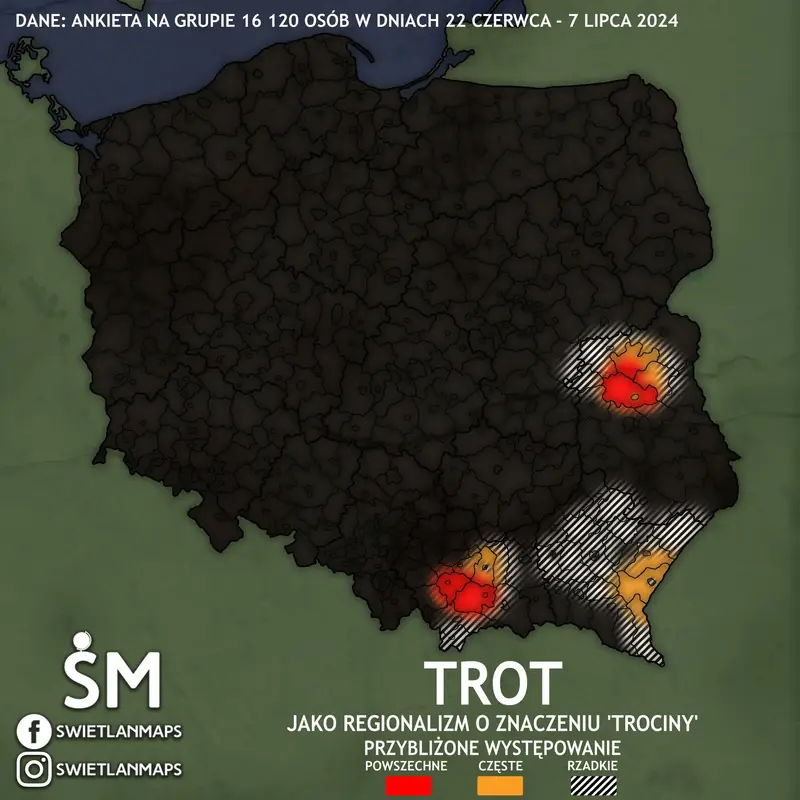 DANE: ANKIETA NA GRUPIE 16 120 OSÓB W DNIACH 22 CZERWCA - 7 LIPCA 2024
ŚM
SWIETLANMAPS
SWIETLANMAPS
TROT
JAKO REGIONALIZM O ZNACZENIU 'TROCINY'
PRZYBLIŻONE WYSTĘPOWANIE
POWSZECHNE CZĘSTE RZADKIE